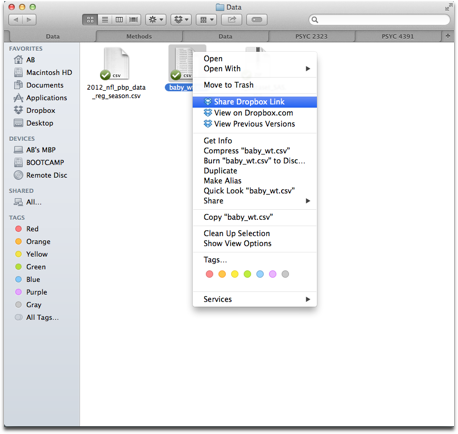 Data
Data
Methods
Data
PSYC 2323
PSYC 4391
+
FAVORITES
AB
Macintosh HD
Documents
Applications
Dropbox
Desktop
DEVICES
AB's MBP
BOOTCAMP
Remote Disc
SHARED
All...
TAGS
Red
Orange
Yellow
Green
Blue
Purple
Gray
All Tags...
CSV
2012_nfl_pbp_data
_reg_season.csv
CSV
baby_wt
Open
Open With
Move to Trash
Share Dropbox Link
View on Dropbox.com
View Previous Versions
Get Info
Compress "baby_wt.csv"
Burn "baby_wt.csv" to Disc...
Duplicate
Make Alias
Quick Look "baby_wt.csv"
Share
Copy "baby_wt.csv"
Clean Up Selection
Show View Options
Tags...
Services